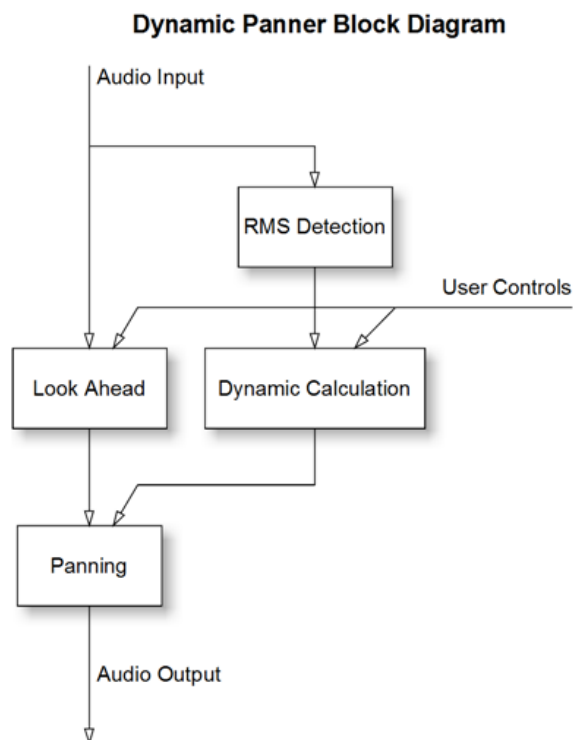 Dynamic Panner Block Diagram
Audio Input
RMS Detection
User Controls
Look Ahead
Dynamic Calculation
Panning
Audio Output